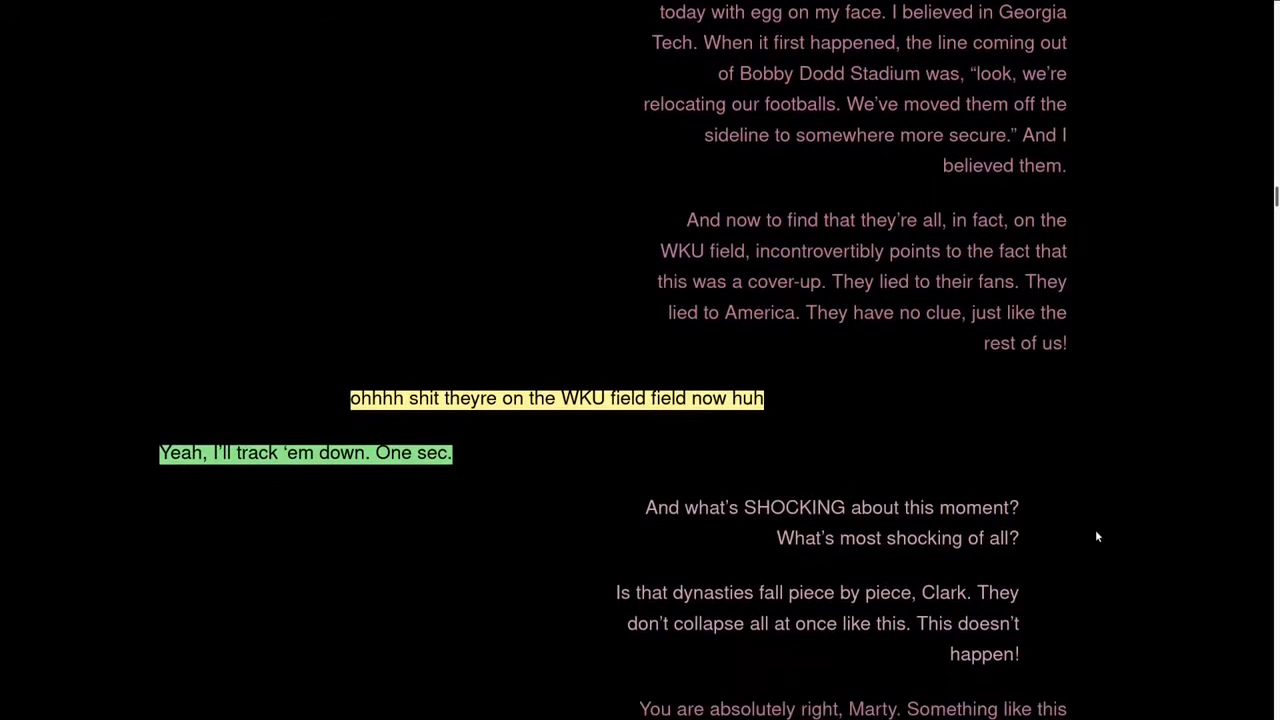 today with egg on my face. I believed in Georgia
Tech. When it first happened, the line coming out
of Bobby Dodd Stadium was, “look, we’re
relocating our footballs. We’ve moved them off the
sideline to somewhere more secure.” And I
believed them.
And now to find that they’re all, in fact, on the
WKU field, incontrovertibly points to the fact that
this was a cover-up. They lied to their fans. They
lied to America. They have no clue, just like the
rest of us!
ohhhh shit theyre on the WKU field field now huh
Yeah, I’ll track ‘em down. One sec.
And what’s SHOCKING about this moment?
What’s most shocking of all?
Is that dynasties fall piece by piece, Clark. They
don’t collapse all at once like this. This doesn’t
happen!
You are absolutely right, Marty. Something like this